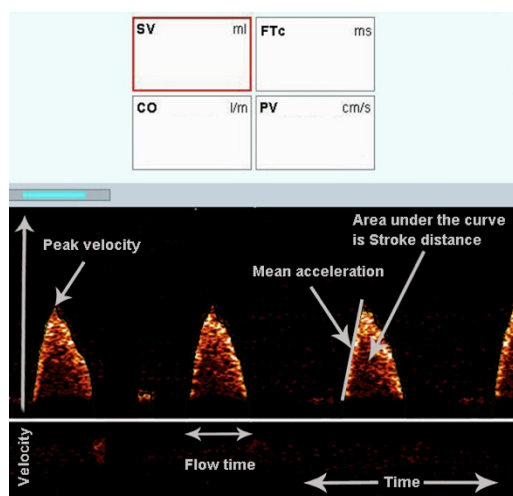 SV ml
FTc ms
CO l/m
PV cm/s
Area under the curve
is Stroke distance
Peak velocity
Mean acceleration
Velocity
Flow time
Time